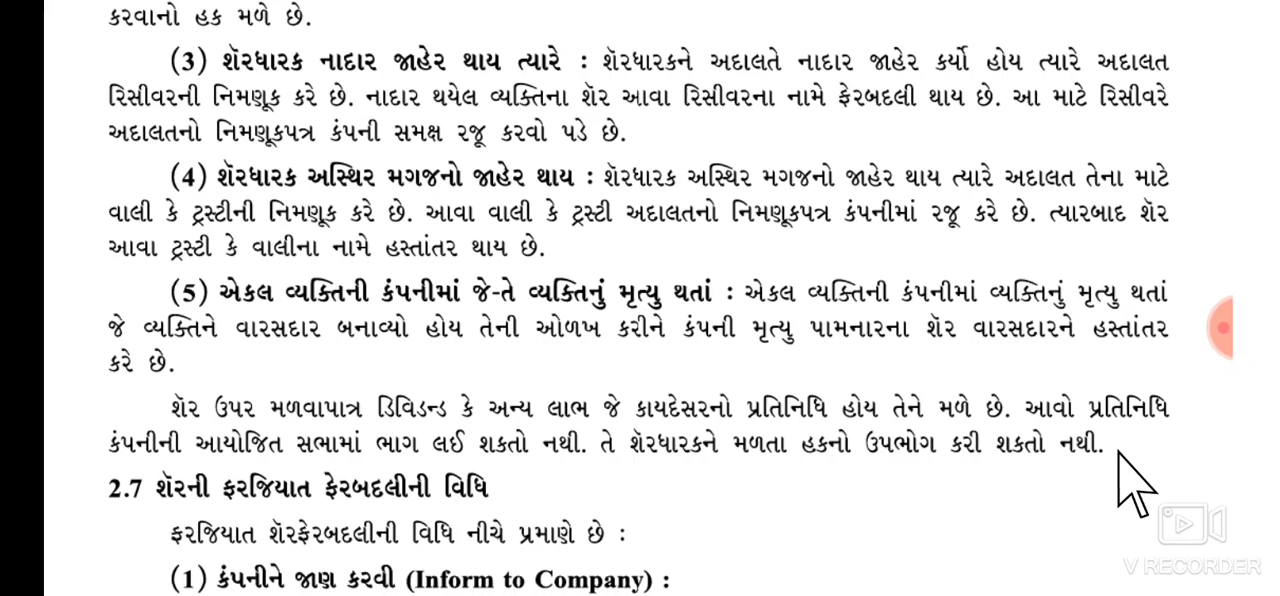 કરવાનો હક મળે છે.
(3) શૅરધારક નાદાર જાહેર થાય ત્યારે : શૅરધારકને અદાલતે નાદાર જાહેર કર્યો હોય ત્યારે અદાલત
રિસીવરની નિમણૂક કરે છે. નાદાર થયેલ વ્યક્તિના શૅર આવા રિસીવરના નામે ફેરબદલી થાય છે. આ માટે રિસીવરે
અદાલતનો નિમણૂકપત્ર કંપની સમક્ષ રજૂ કરવો પડે છે.
(4) શૅરધારક અસ્થિર મગજનો જાહેર થાય : શૅરધારક અસ્થિર મગજનો જાહેર થાય ત્યારે અદાલત તેના માટે
વાલી કે ટ્રસ્ટીની નિમણૂક કરે છે. આવા વાલી કે ટ્રસ્ટી અદાલતનો નિમણૂકપત્ર કંપનીમાં રજૂ કરે છે. ત્યારબાદ શૅર
આવા ટ્રસ્ટી કે વાલીના નામે હસ્તાંતર થાય છે.
(5) એકલ વ્યક્તિની કંપનીમાં જે-તે વ્યક્તિનું મૃત્યુ થતાં : એકલ વ્યક્તિની કંપનીમાં વ્યક્તિનું મૃત્યુ થતાં
જે વ્યક્તિને વારસદાર બનાવ્યો હોય તેની ઓળખ કરીને કંપની મૃત્યુ પામનારના શૅર વારસદારને હસ્તાંતર
કરે છે.
શૅર ઉપર મળવાપાત્ર ડિવિડન્ડ કે અન્ય લાભ જે કાયદેસરનો પ્રતિનિધિ હોય તેને મળે છે. આવો પ્રતિનિધિ
કંપનીની આયોજિત સભામાં ભાગ લઈ શકતો નથી. તે શૅરધારકને મળતા હકનો ઉપભોગ કરી શકતો નથી.
2.7 શૅરની ફરજિયાત ફેરબદલીની વિધિ
ફરજિયાત શૅરફેરબદલીની વિધિ નીચે પ્રમાણે છે :
(1) કંપનીને જાણ કરવી (Inform to Company) :
V RECORDER